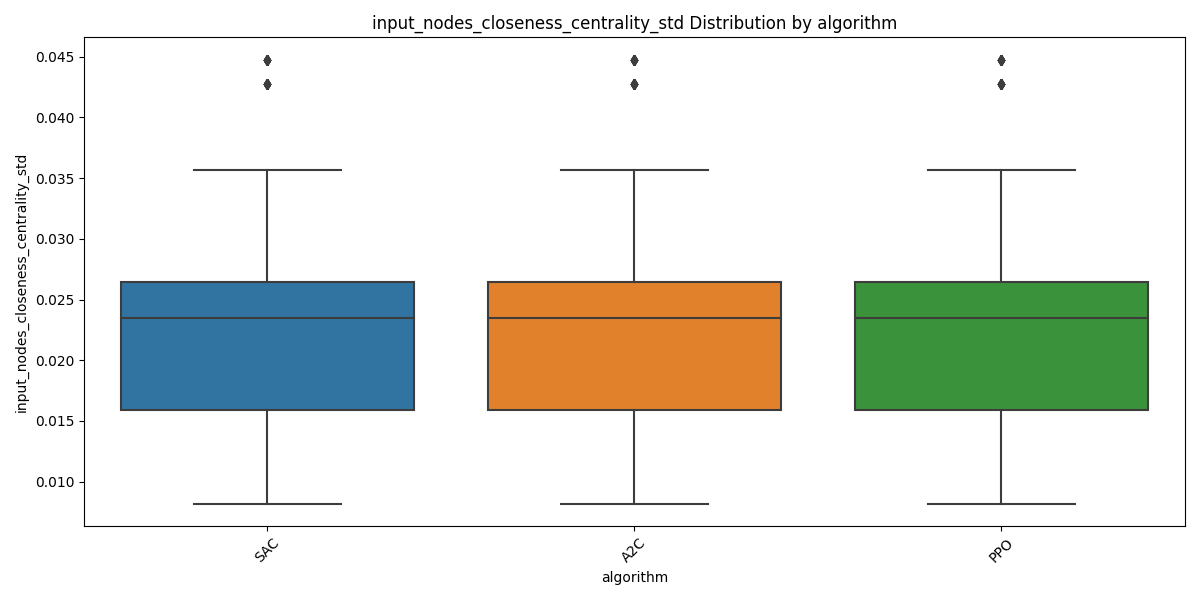 input_nodes_closeness_centrality_std Distribution by algorithm
input_nodes_closeness_centrality_std
0.045
0.040
0.035
0.030
0.025
0.020
0.015
0.010
SAC
A2C
PPO
algorithm